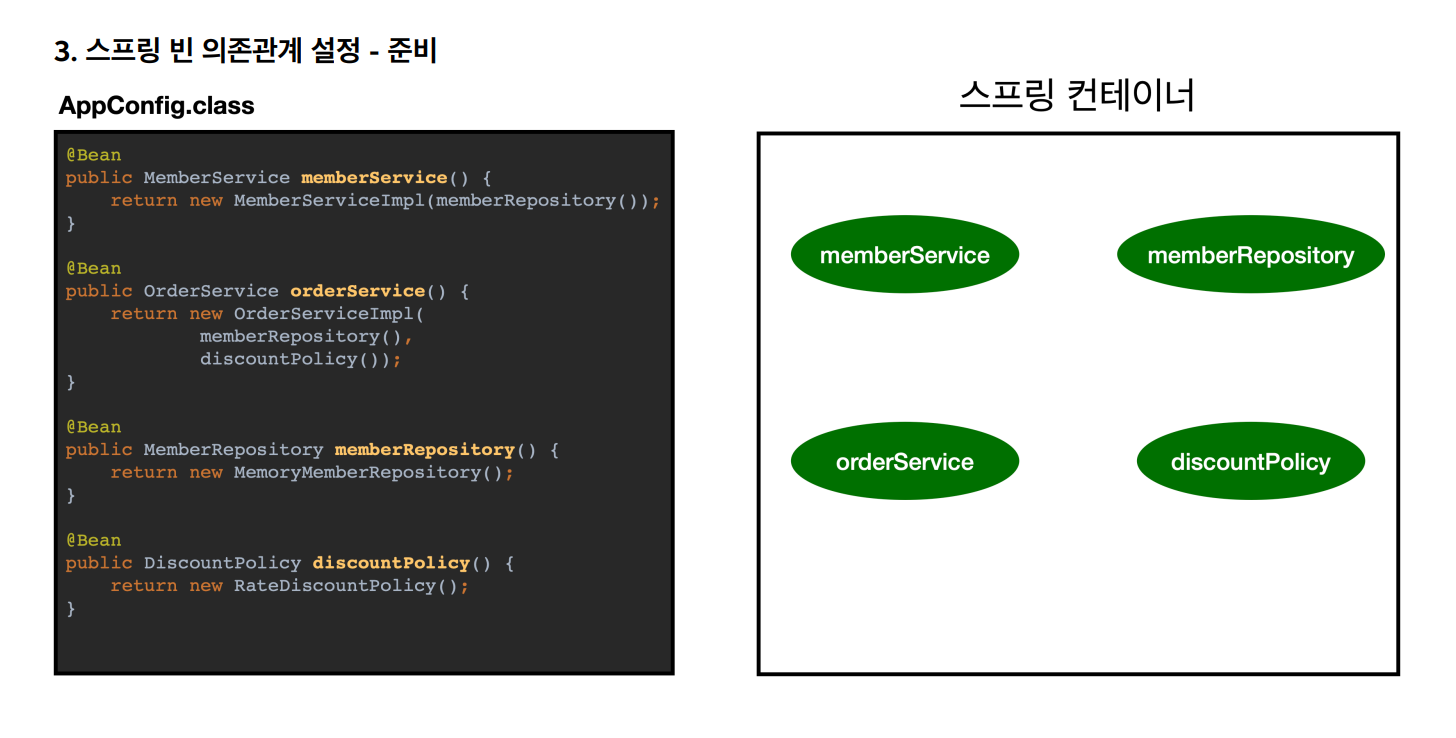 3. 스프링 빈 의존관계 설정 - 준비
AppConfig.class
@Bean
public MemberService memberService() {
    return new MemberServiceImpl(memberRepository());
}
@Bean
public OrderService orderService() {
    return new OrderServiceImpl(
            memberRepository(),
            discountPolicy());
}
@Bean
public MemberRepository memberRepository() {
    return new MemoryMemberRepository();
}
@Bean
public DiscountPolicy discountPolicy() {
    return new RateDiscountPolicy();
}
스프링 컨테이너
memberService
memberRepository
orderService
discountPolicy